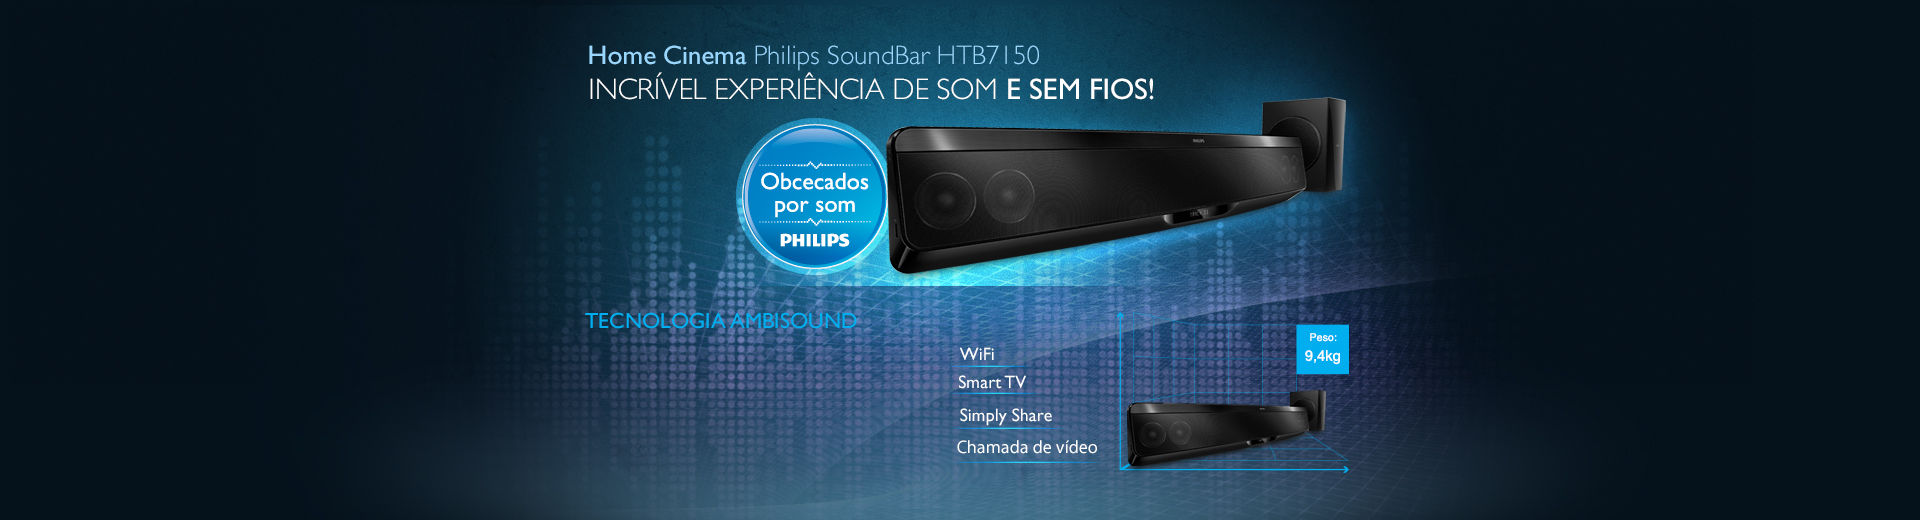 Home Cinema Philips SoundBar HTB7150
INCRÍVEL EXPERIÊNCIA DE SOM E SEM FIOS!
Obcecados
por som
PHILIPS
PHILIPS
TECNOLOGIA AMBISOUND
WiFi
Smart TV
Simply Share
Chamada de vídeo
Peso:
9,4kg